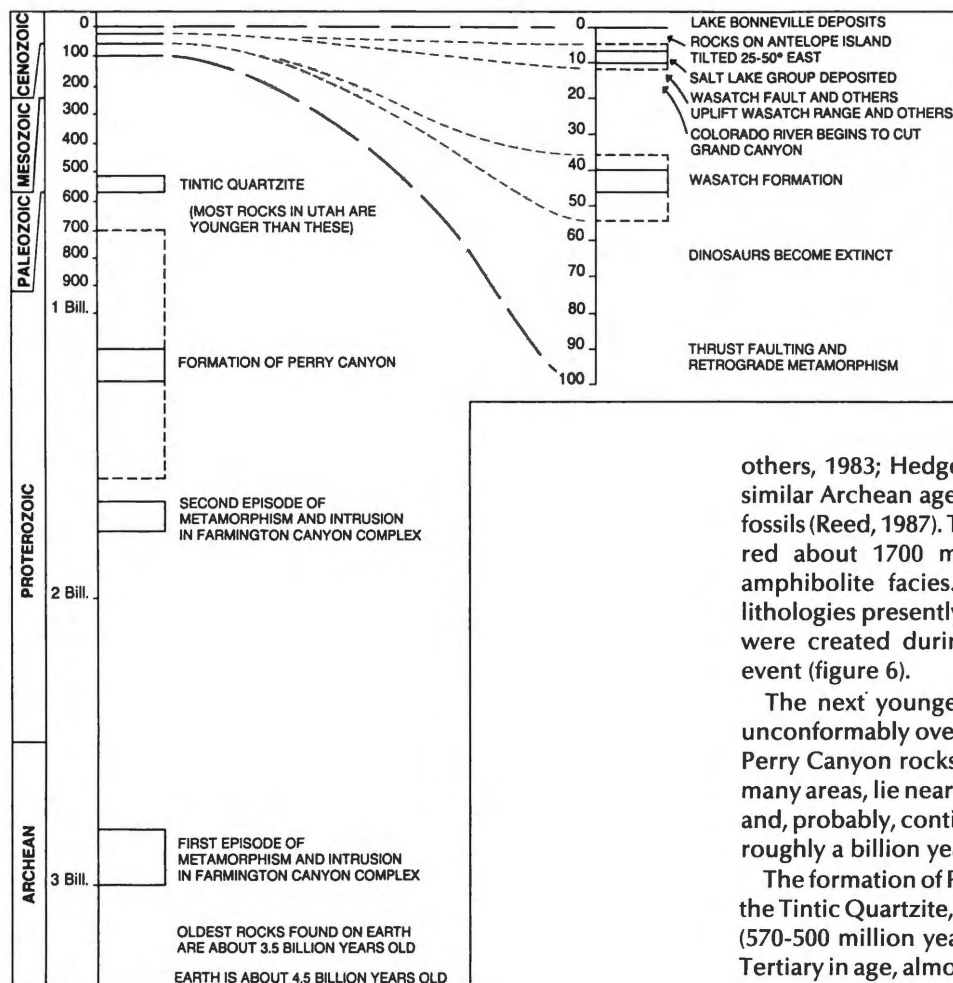 CENOZOIC
MESOZOIC
PALEOZOIC
PROTEROZOIC
ARCHEAN
0
100
200
300
400
500
600
700
800
900
1 Bill.
2 Bill.
3 Bill.
TINTIC QUARTZITE
(MOST ROCKS IN UTAH ARE
YOUNGER THAN THESE)
FORMATION OF PERRY CANYON
SECOND EPISODE OF
METAMORPHISM AND INTRUSION
IN FARMINGTON CANYON COMPLEX
FIRST EPISODE OF
METAMORPHISM AND INTRUSION
IN FARMINGTON CANYON COMPLEX
OLDEST ROCKS FOUND ON EARTH
ARE ABOUT 3.5 BILLION YEARS OLD
EARTH IS ABOUT 4.5 BILLION YEARS OLD
0
10
20
30
40
50
60
70
80
90
100
LAKE BONNEVILLE DEPOSITS
ROCKS ON ANTELOPE ISLAND
TILTED 25-50° EAST
SALT LAKE GROUP DEPOSITED
WASATCH FAULT AND OTHERS
UPLIFT WASATCH RANGE AND OTHERS
COLORADO RIVER BEGINS TO CUT
GRAND CANYON
WASATCH FORMATION
DINOSAURS BECOME EXTINCT
THRUST FAULTING AND
RETROGRADE METAMORPHISM
others, 1983; Hedge
similar Archean age
fossils (Reed, 1987). T
red about 1700 m
amphibolite facies.
lithologies presently
were created durin
event (figure 6).
The next younge
unconformably ove
Perry Canyon rocks
many areas, lie near
and, probably, conti
roughly a billion ye
The formation of P
the Tintic Quartzite,
(570-500 million yea
Tertiary in age, almo